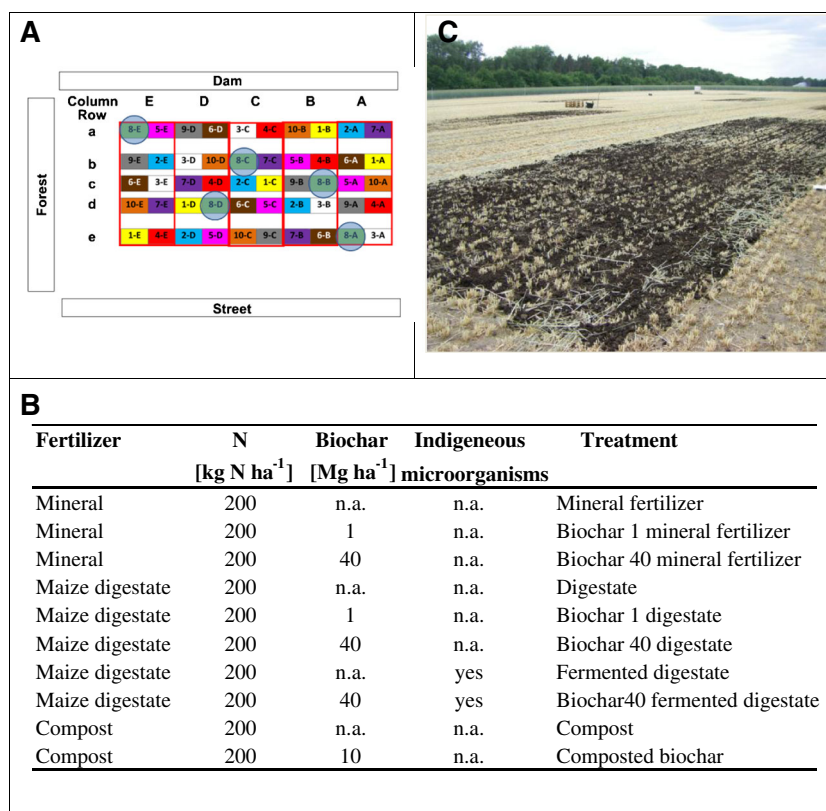 A
Dam
Column E D C B A
Row
Forest
a 8-E 5-E 9-D 6-D 3-C 4-C 10-B 1-B 2-A 7-A
b 9-E 2-E 3-D 10-D 8-C 7-C 5-B 4-B 6-A 1-A
c 6-E 3-E 7-D 4-D 2-C 1-C 9-B 8-B 5-A 10-A
d 10-E 7-E 1-D 8-D 6-C 5-C 2-B 3-B 9-A 4-A
e 1-E 4-E 2-D 5-D 10-C 9-C 7-B 6-B 8-A 3-A
Street
C
B
Fertilizer N Biochar Indigeneous Treatment
[kg N ha-1] [Mg ha-1] microorganisms
Mineral 200 n.a. n.a. Mineral fertilizer
Mineral 200 1 n.a. Biochar 1 mineral fertilizer
Mineral 200 40 n.a. Biochar 40 mineral fertilizer
Maize digestate 200 n.a. n.a. Digestate
Maize digestate 200 1 n.a. Biochar 1 digestate
Maize digestate 200 40 n.a. Biochar 40 digestate
Maize digestate 200 n.a. yes Fermented digestate
Maize digestate 200 40 yes Biochar40 fermented digestate
Compost 200 n.a. n.a. Compost
Compost 200 10 n.a. Composted biochar